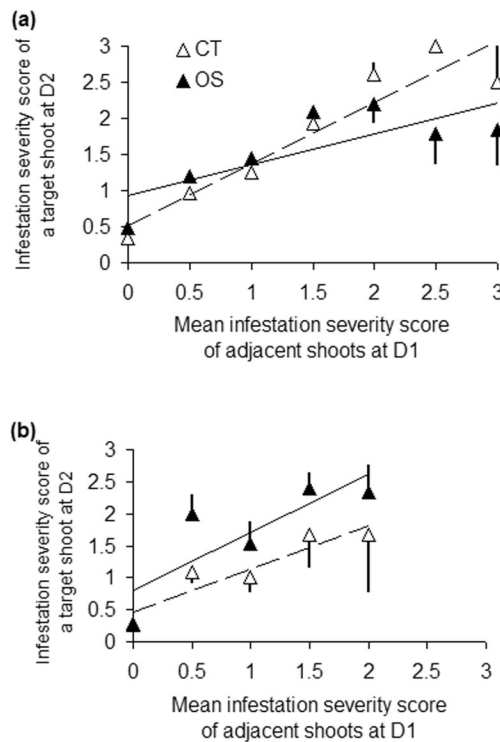 (a)
Infestation severity score of
a target shoot at D2
3
2.5
2
1.5
1
0.5
0
CT
OS
0 0.5 1 1.5 2 2.5 3
Mean infestation severity score
of adjacent shoots at D1
(b)
Infestation severity score of
a target shoot at D2
3
2.5
2
1.5
1
0.5
0
0 0.5 1 1.5 2 2.5 3
Mean infestation severity score
of adjacent shoots at D1